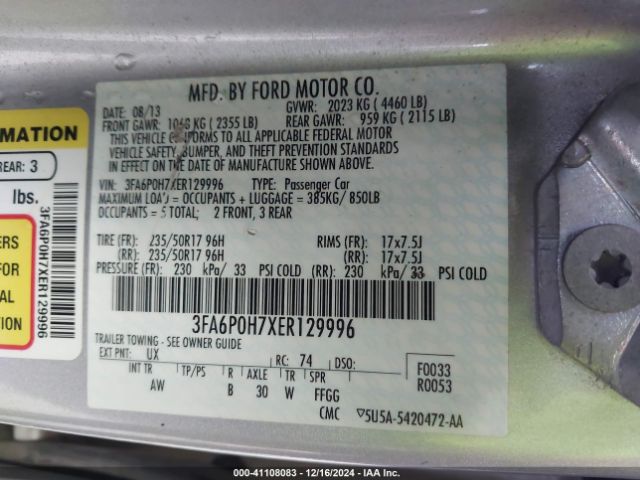 MFD. BY FORD MOTOR CO.
DATE: 08/13
GVWR: 2023 KG ( 4460 LB)
FRONT GAWR: 1068 KG ( 2355 LB)
REAR GAWR: 959 KG ( 2115 LB)
THIS VEHICLE CONFORMS TO ALL APPLICABLE FEDERAL MOTOR
VEHICLE SAFETY, BUMPER, AND THEFT PREVENTION STANDARDS
IN EFFECT ON THE DATE OF MANUFACTURE SHOWN ABOVE.
VIN: 3FA6P0H7XER129996 TYPE: Passenger Car
MAXIMUM LOAD = OCCUPANTS + LUGGAGE = 385KG/ 850LB
OCCUPANTS = 5 TOTAL; 2 FRONT, 3 REAR
TIRE (FR): 235/50R17 96H RIMS (FR): 17x7.5J
(RR): 235/50R17 96H (RR): 17x7.5J
PRESSURE (FR): 230 kPa/ 33 PSI COLD (RR): 230 kPa/ 33 PSI COLD
3FA6P0H7XER129996
TRAILER TOWING - SEE OWNER GUIDE
EXT PNT: UX RC: 74 DSO:
INT TR TP/PS R AXLE TR SPR
AW B 30 W FFGG
F0033
R0053
CMC ▽5U5A-5420472-AA
RMATION
REAR: 3
lbs.
ERS
FOR
AL
3FA6P0H7XER129996
000-41108083 - 12/16/2024 - IAAI.COM